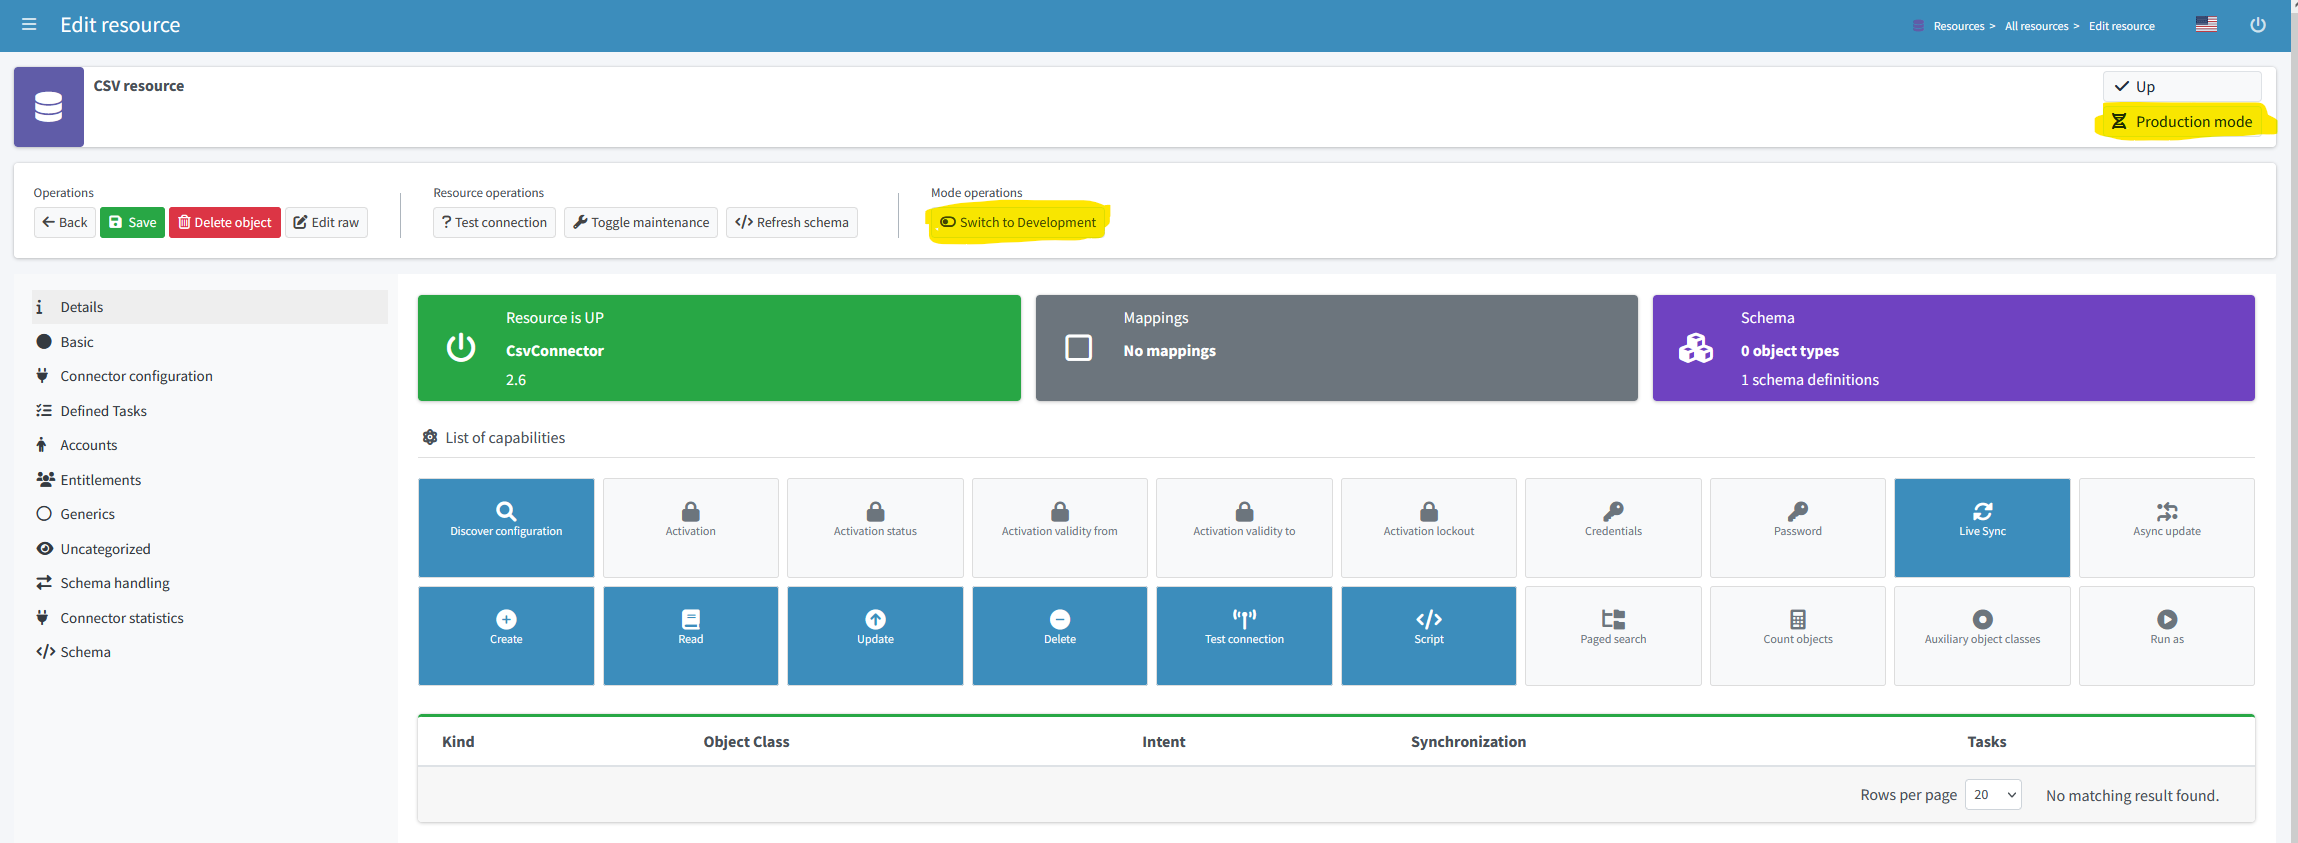 Edit resource
Resources > All resources > Edit resource
CSV resource
Up
Production mode
Operations
Back Save Delete object Edit raw
Resource operations
? Test connection Toggle maintenance </> Refresh schema
Mode operations
Switch to Development
Details
Basic
Connector configuration
Defined Tasks
Accounts
Entitlements
Generics
Uncategorized
Schema handling
Connector statistics
</> Schema
Resource is UP
CsvConnector
2.6
Mappings
No mappings
Schema
0 object types
1 schema definitions
List of capabilities
Discover configuration
Activation
Activation status
Activation validity from
Activation validity to
Activation lockout
Credentials
Password
Live Sync
Async update
Create
Read
Update
Delete
Test connection
Script
Paged search
Count objects
Auxiliary object classes
Run as
Kind Object Class Intent Synchronization Tasks
Rows per page 20 No matching result found.